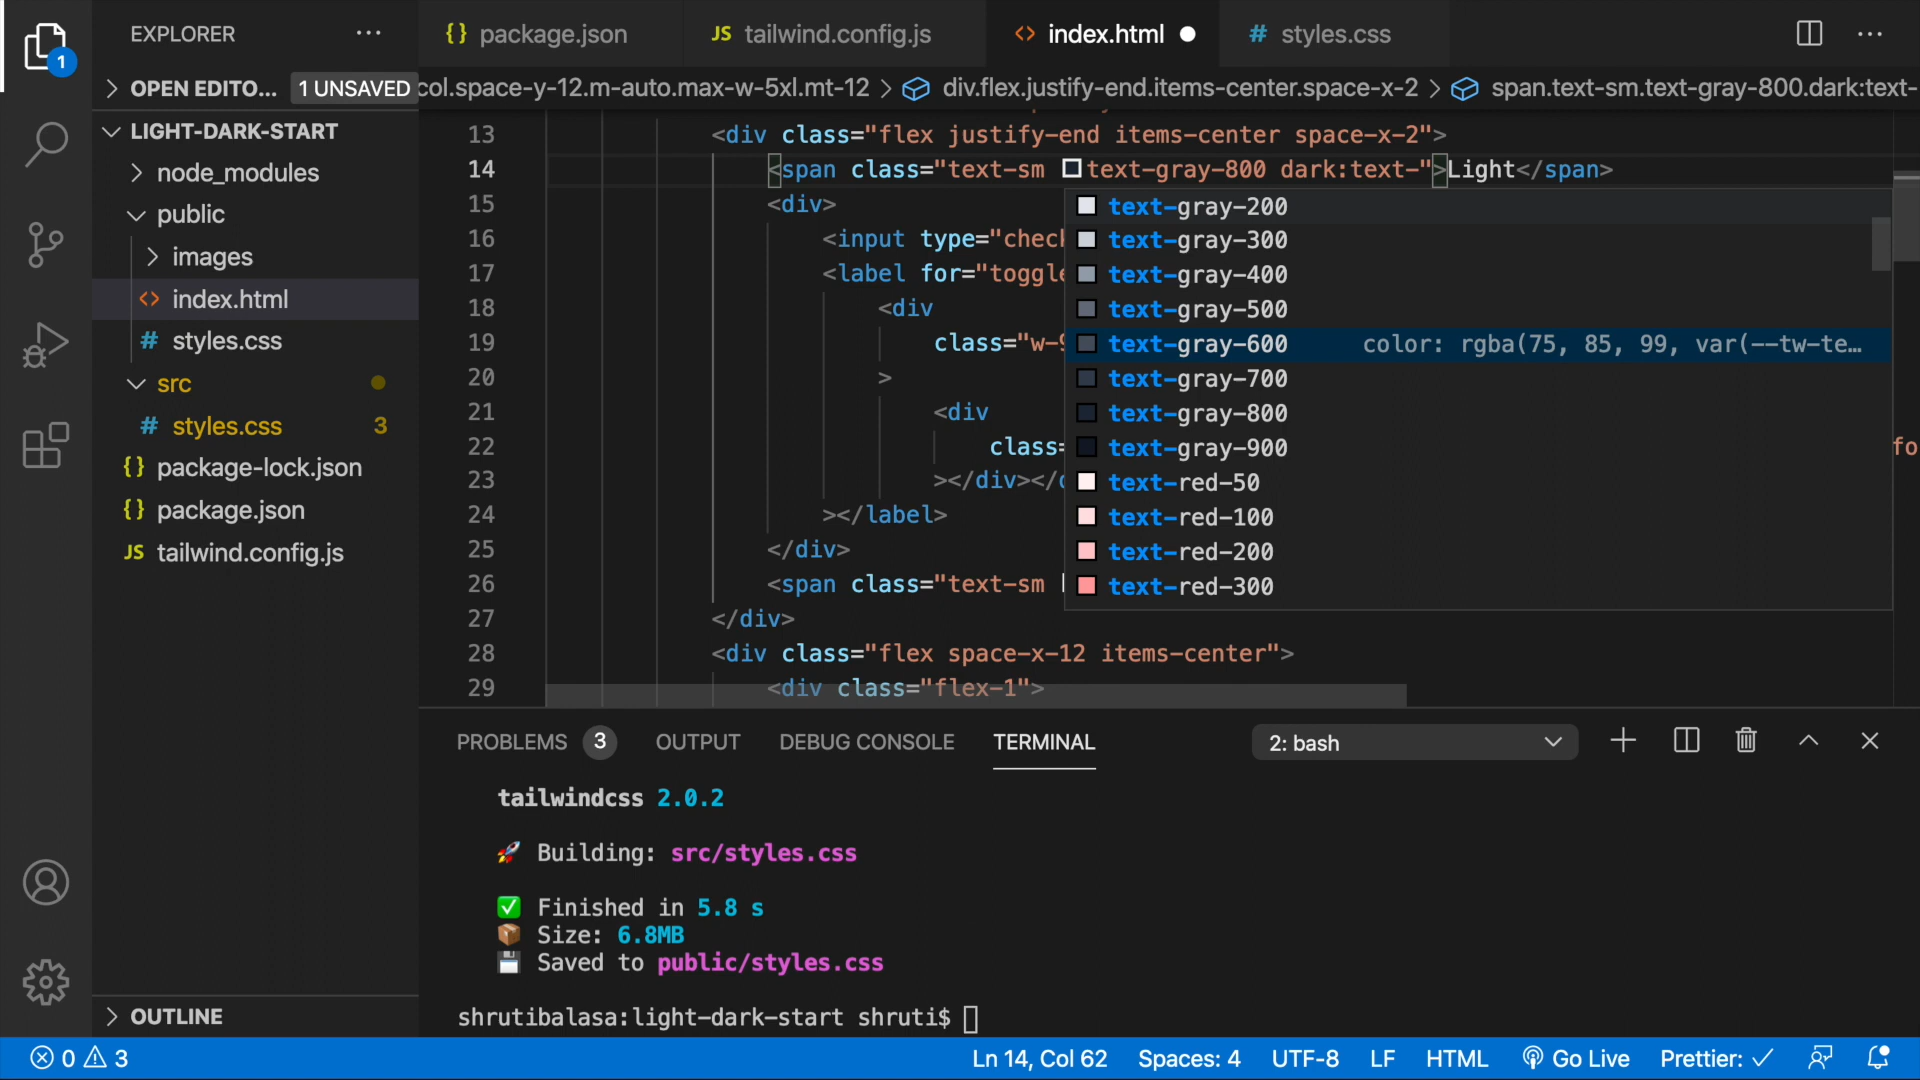 EXPLORER
{} package.json
JS tailwind.config.js
<> index.html
# styles.css
1
OPEN EDITO... 1 UNSAVED
col.space-y-12.m-auto.max-w-5xl.mt-12 > div.flex.justify-end.items-center.space-x-2 > span.text-sm.text-gray-800.dark:text-
LIGHT-DARK-START
node_modules
public
images
<> index.html
# styles.css
src
# styles.css 3
{} package-lock.json
{} package.json
JS tailwind.config.js
OUTLINE
13 <div class="flex justify-end items-center space-x-2">
14 <span class="text-sm text-gray-800 dark:text-">Light</span>
15 <div>
16 <input type="check
17 <label for="toggle
18 <div
19 class="w-9
20 >
21 <div
22 class=
fo
23 ></div></d
24 ></label>
25 </div>
26 <span class="text-sm
27 </div>
28 <div class="flex space-x-12 items-center">
29 <div class="flex-1">
text-gray-200
text-gray-300
text-gray-400
text-gray-500
text-gray-600 color: rgba(75, 85, 99, var(--tw-te…
text-gray-700
text-gray-800
text-gray-900
text-red-50
text-red-100
text-red-200
text-red-300
PROBLEMS 3 OUTPUT DEBUG CONSOLE TERMINAL 2: bash
tailwindcss 2.0.2
🚀 Building: src/styles.css
✅ Finished in 5.8 s
📦 Size: 6.8MB
💾 Saved to public/styles.css
shrutibalasa:light-dark-start shruti$
0 3 Ln 14, Col 62 Spaces: 4 UTF-8 LF HTML Go Live Prettier: ✓